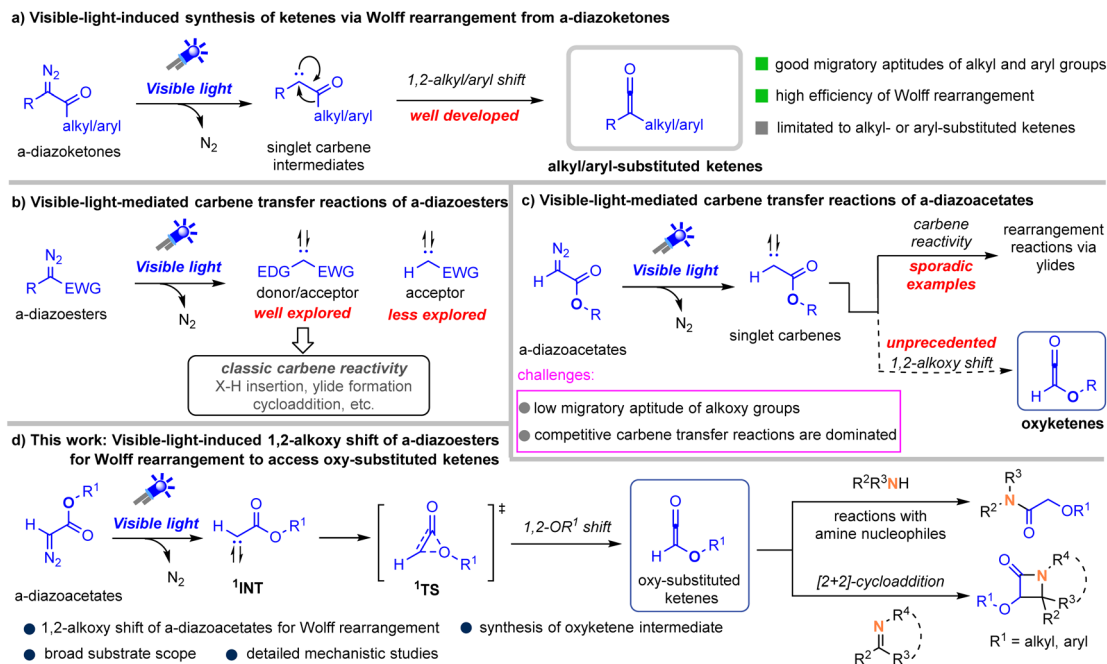 a) Visible-light-induced synthesis of ketenes via Wolff rearrangement from a-diazoketones
N2
R
O
alkyl/aryl
a-diazoketones
Visible light
N2
R
O
alkyl/aryl
singlet carbene
intermediates
1,2-alkyl/aryl shift
well developed
O
R
alkyl/aryl
alkyl/aryl-substituted ketenes
good migratory aptitudes of alkyl and aryl groups
high efficiency of Wolff rearrangement
limitated to alkyl- or aryl-substituted ketenes
b) Visible-light-mediated carbene transfer reactions of a-diazoesters
N2
R
EWG
a-diazoesters
Visible light
N2
EDG
EWG
donor/acceptor
well explored
H
EWG
acceptor
less explored
classic carbene reactivity
X-H insertion, ylide formation
cycloaddition, etc.
c) Visible-light-mediated carbene transfer reactions of a-diazoacetates
N2
H
O
O
R
a-diazoacetates
Visible light
N2
H
O
O
R
singlet carbenes
carbene
reactivity
sporadic
examples
rearrangement
reactions via
ylides
unprecedented
1,2-alkoxy shift
O
H
O
R
oxyketenes
challenges:
low migratory aptitude of alkoxy groups
competitive carbene transfer reactions are dominated
d) This work: Visible-light-induced 1,2-alkoxy shift of a-diazoesters
for Wolff rearrangement to access oxy-substituted ketenes
R1
O
H
O
N2
a-diazoacetates
Visible light
N2
O
H
O
R1
1INT
O
H
O
R1
‡
1TS
1,2-OR1 shift
O
H
O
R1
oxy-substituted
ketenes
R2R3NH
reactions with
amine nucleophiles
R3
R2
N
OR1
O
[2+2]-cycloaddition
R4
N
R2
R3
O
N
R4
R1
O
R3
R2
R1 = alkyl, aryl
1,2-alkoxy shift of a-diazoacetates for Wolff rearrangement
synthesis of oxyketene intermediate
broad substrate scope
detailed mechanistic studies